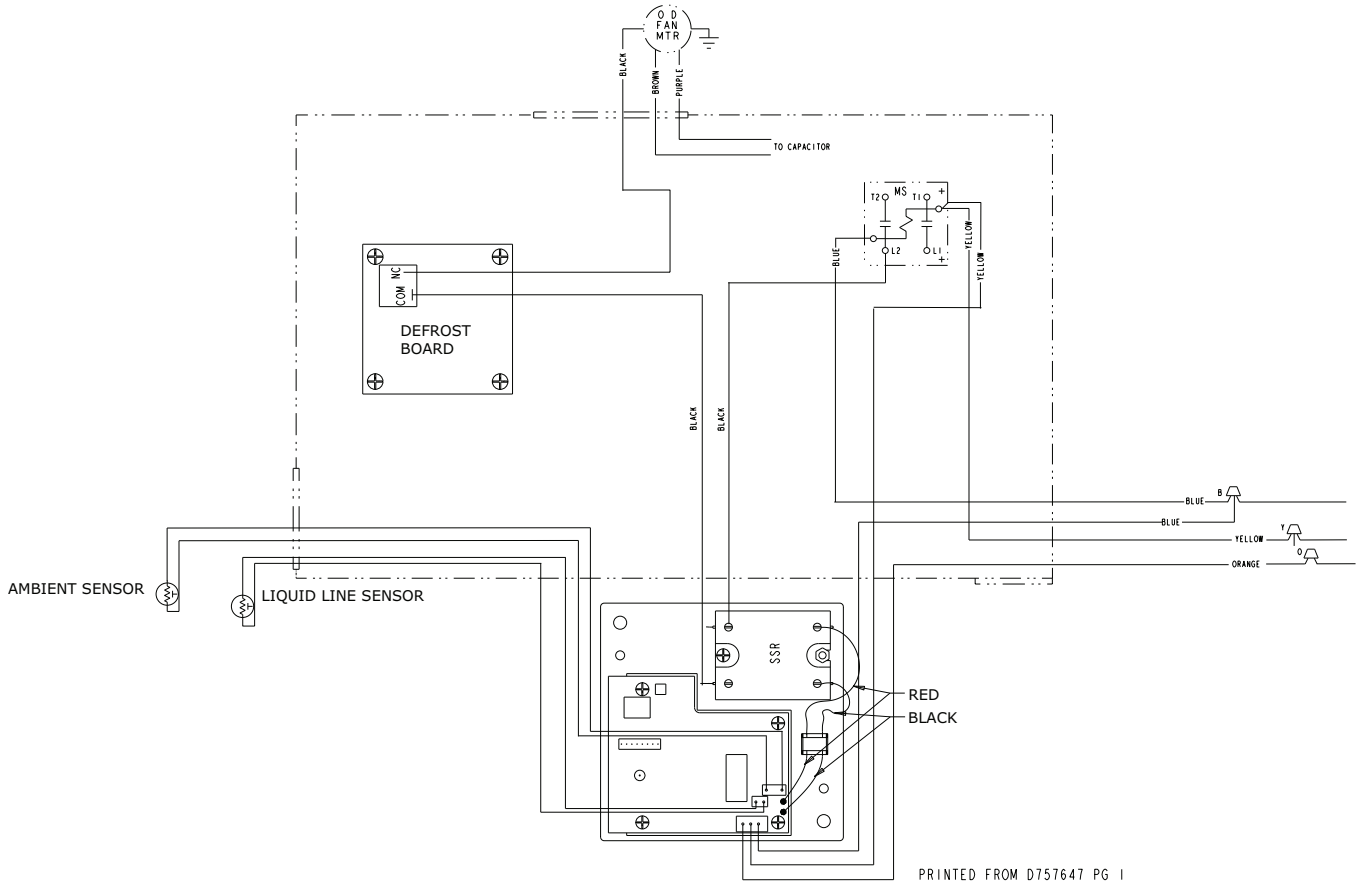 O D
FAN
MTR
BLACK
BROWN
PURPLE
TO CAPACITOR
MS
T2
T1
+
L2
L1
+
BLUE
YELLOW
YELLOW
NC
COM
DEFROST
BOARD
BLACK
BLACK
BLUE
B
BLUE
YELLOW
Y
O
ORANGE
AMBIENT SENSOR
LIQUID LINE SENSOR
SSR
RED
BLACK
PRINTED FROM D757647 PG 1